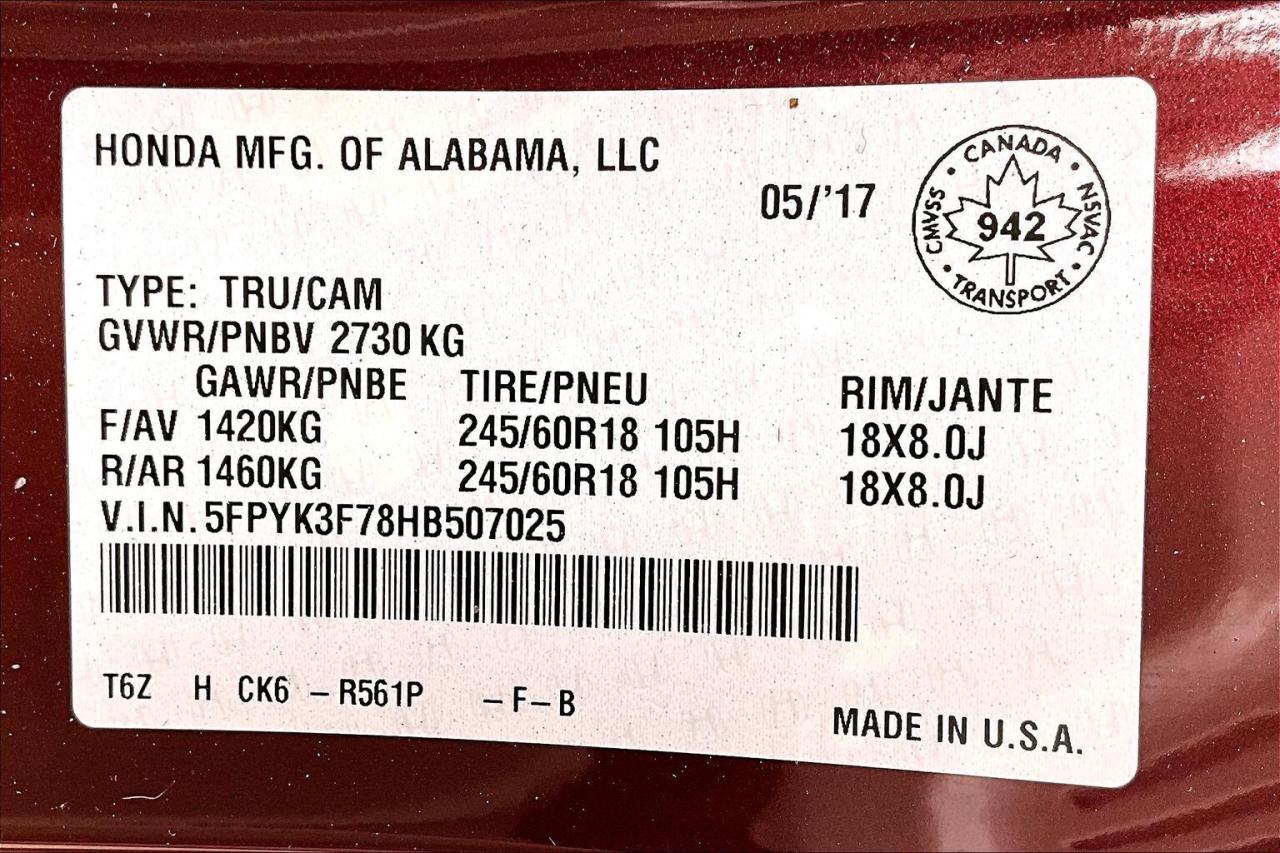 HONDA MFG. OF ALABAMA, LLC
05/'17
CANADA
CMVSS
942
NSVAC
TRANSPORT
TYPE: TRU/CAM
GVWR/PNBV 2730 KG
GAWR/PNBE TIRE/PNEU RIM/JANTE
F/AV 1420KG 245/60R18 105H 18X8.0J
R/AR 1460KG 245/60R18 105H 18X8.0J
V.I.N. 5FPYK3F78HB507025
T6Z H CK6 – R561P – F – B
MADE IN U.S.A.